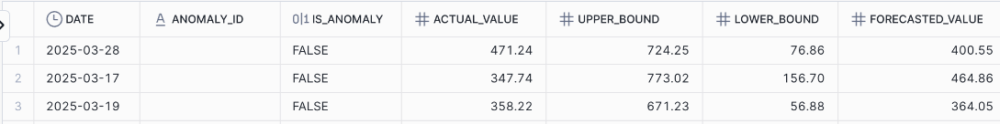 DATE A ANOMALY_ID 0|1 IS_ANOMALY # ACTUAL_VALUE # UPPER_BOUND # LOWER_BOUND # FORECASTED_VALUE
1 2025-03-28 FALSE 471.24 724.25 76.86 400.55
2 2025-03-17 FALSE 347.74 773.02 156.70 464.86
3 2025-03-19 FALSE 358.22 671.23 56.88 364.05